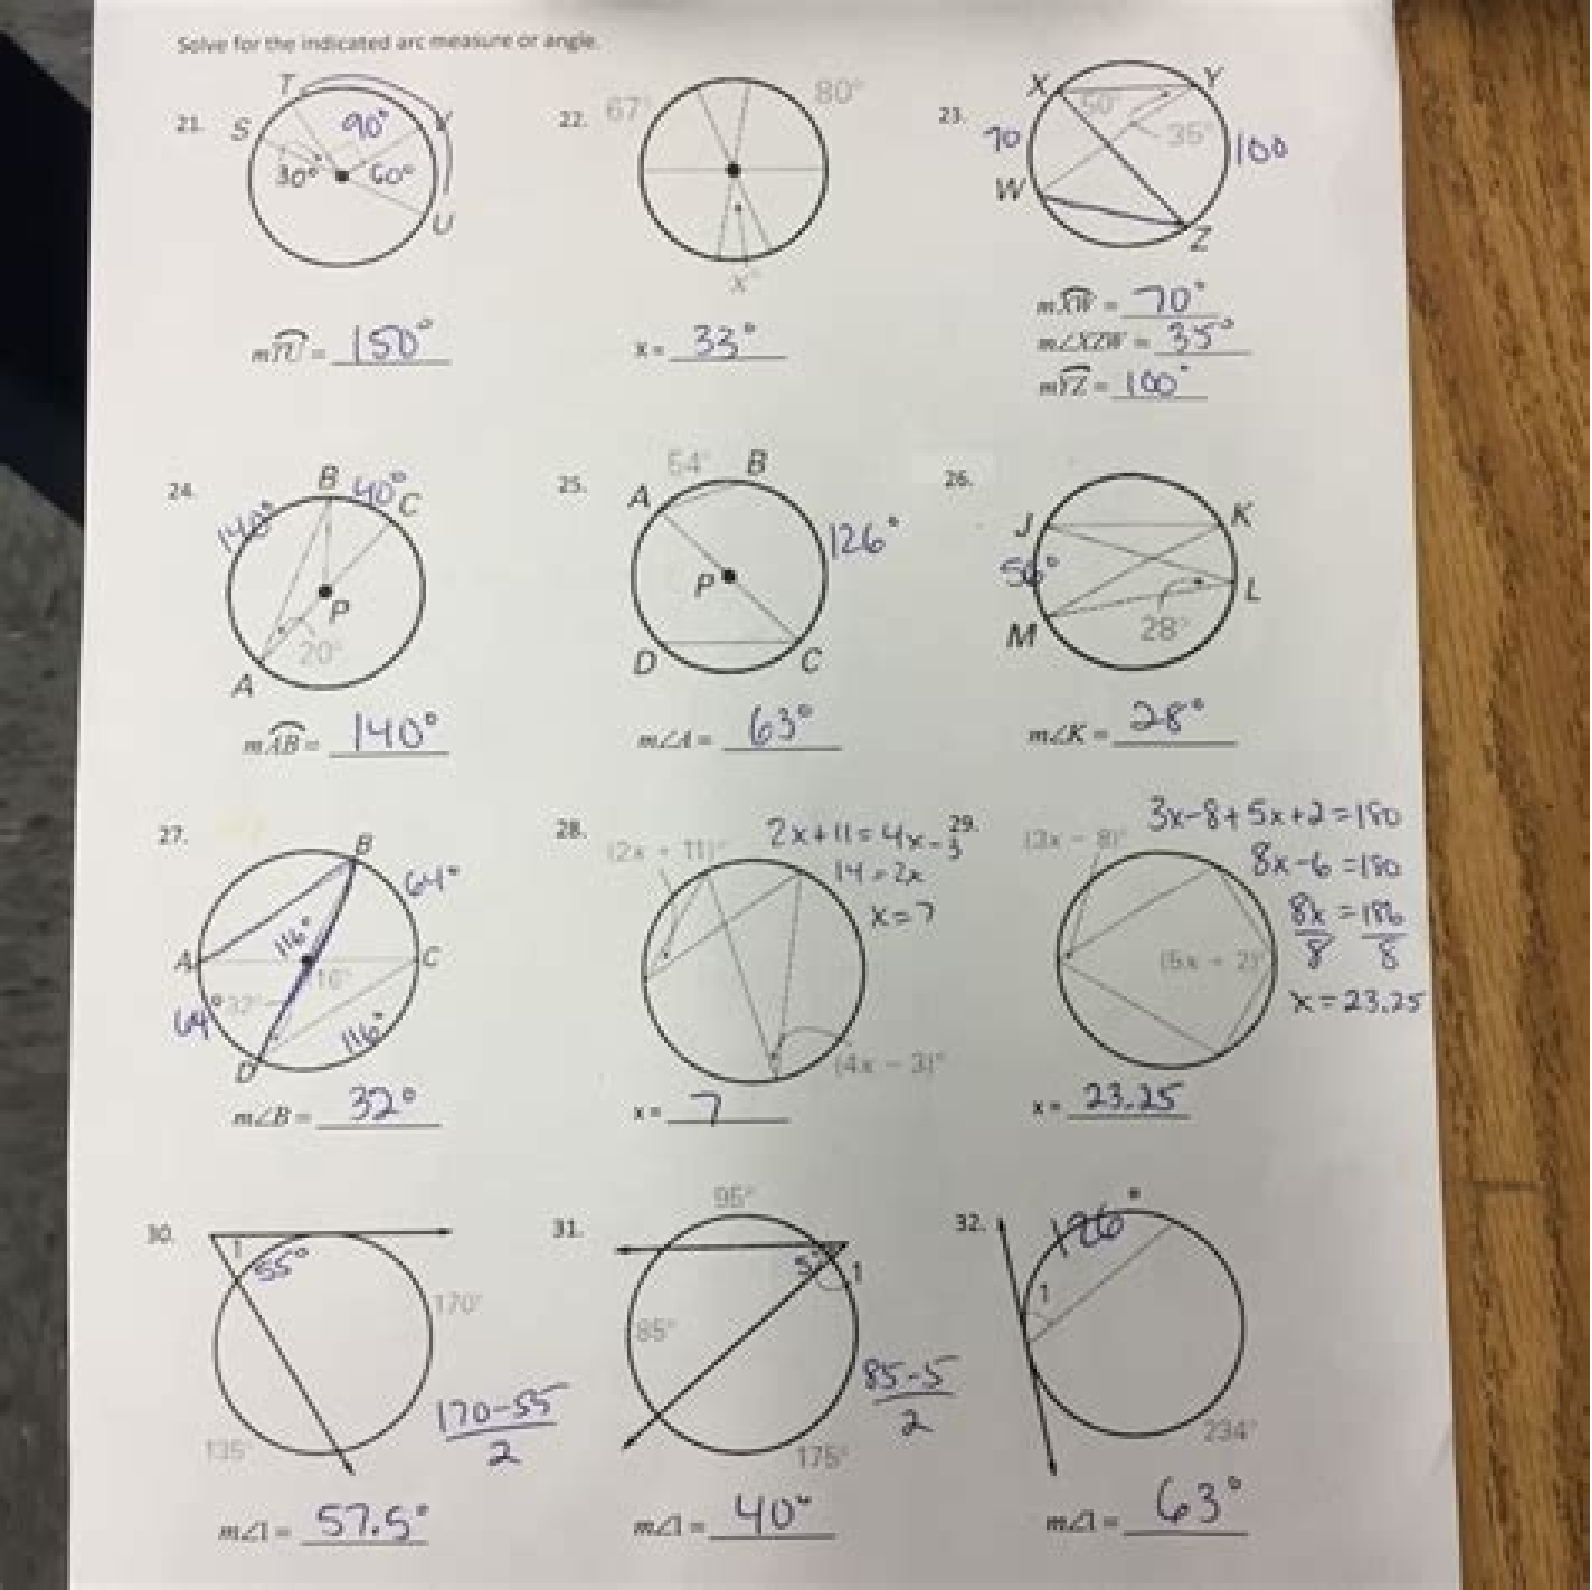 Solve for the indicated arc measure or angle.
21.
T
S
V
90°
30°
60°
U
mTU = 150°
22.
67°
80°
x°
x = 33°
23.
X
Y
50°
35°
70
100
W
Z
mXW = 70°
m∠XZW = 35°
mYZ = 100°
24.
B
40°
C
140°
P
20°
A
mAB = 140°
25.
54°
B
A
126°
P
D
C
m∠A = 63°
26.
J
K
56°
L
M
28°
m∠K = 28°
27.
B
64°
116°
A
C
64°
32°
116°
D
m∠B = 32°
28.
(2x + 11)°
2x+11=4x-3
14=2x
x=7
(4x - 3)°
x = 7
29.
(3x - 8)°
3x-8+5x+2=180
8x-6=180
8x=186
8 8
(5x + 2)°
x=23.25
x = 23.25
30.
1
55°
170°
135°
170-55
2
m∠1 = 57.5°
31.
95°
5°
1
85°
85-5
2
175°
m∠1 = 40°
32.
126°
1
234°
m∠1 = 63°